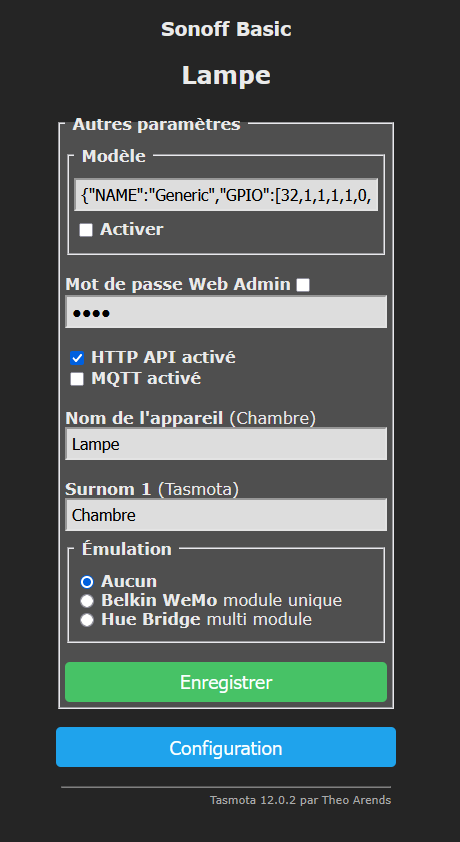 Sonoff Basic
Lampe
Autres paramètres
Modèle
{"NAME":"Generic","GPIO":[32,1,1,1,1,0,
Activer
Mot de passe Web Admin
••••
HTTP API activé
MQTT activé
Nom de l'appareil (Chambre)
Lampe
Surnom 1 (Tasmota)
Chambre
Émulation
Aucun
Belkin WeMo module unique
Hue Bridge multi module
Enregistrer
Configuration
Tasmota 12.0.2 par Theo Arends